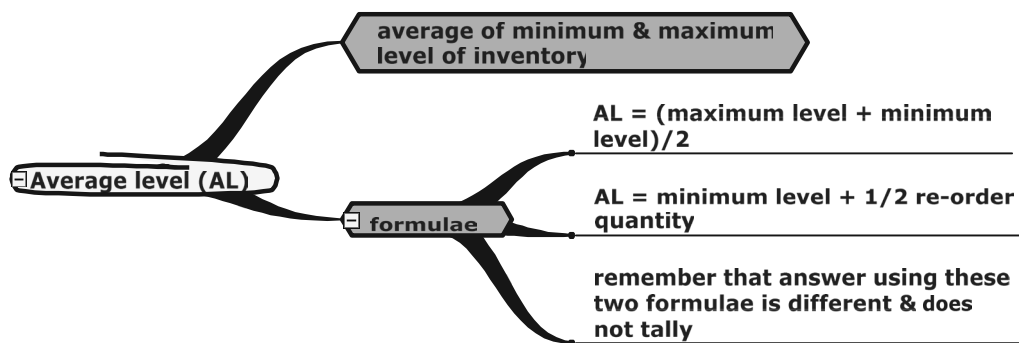 average of minimum & maximum
level of inventory
AL = (maximum level + minimum
level)/2
Average level (AL)
AL = minimum level + 1/2 re-order
quantity
formulae
remember that answer using these
two formulae is different & does
not tally